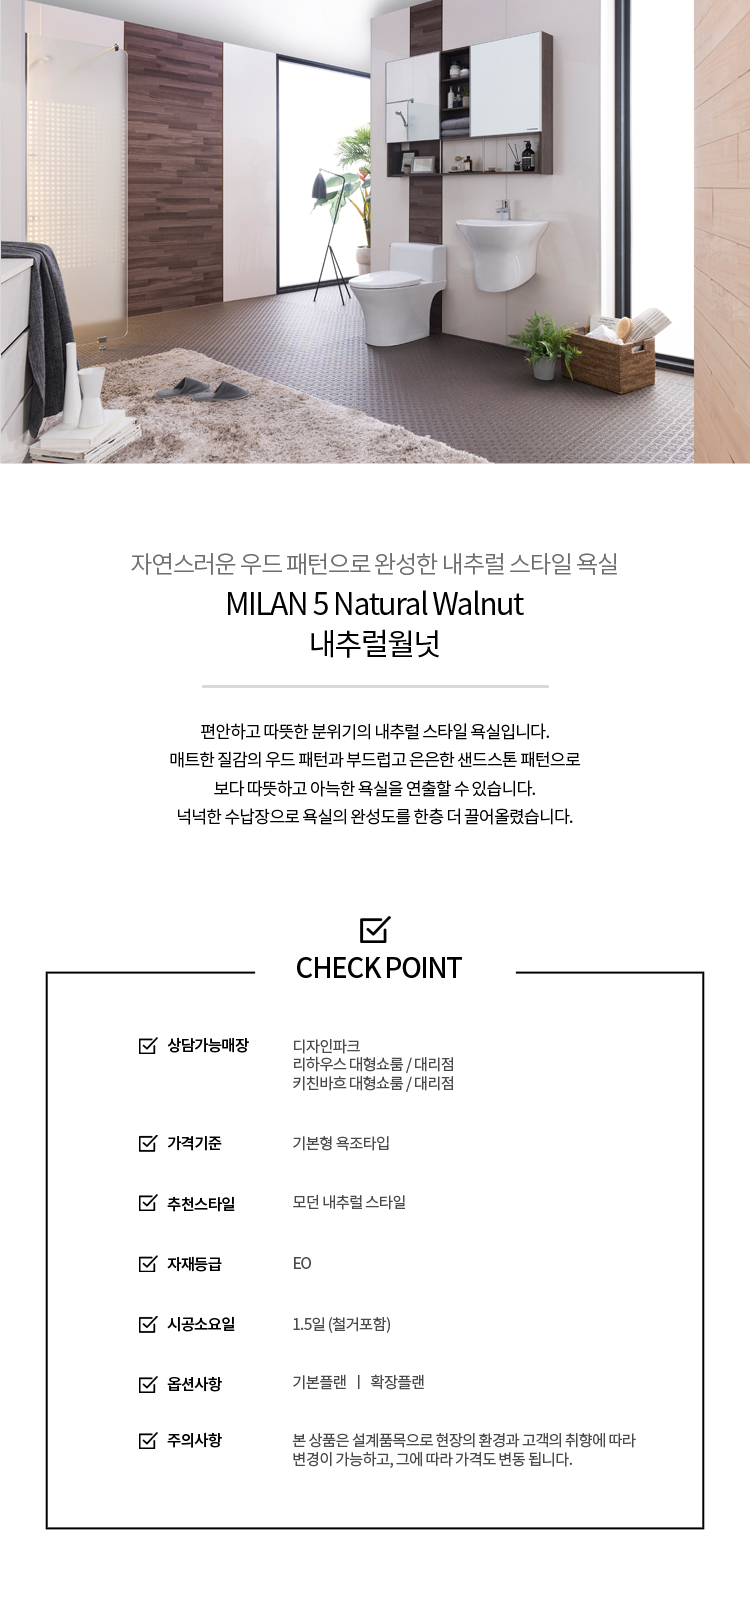 자연스러운 우드 패턴으로 완성한 내추럴 스타일 욕실
MILAN 5 Natural Walnut
내추럴월넛
편안하고 따뜻한 분위기의 내추럴 스타일 욕실입니다.
매트한 질감의 우드 패턴과 부드럽고 은은한 샌드스톤 패턴으로
보다 따뜻하고 아늑한 욕실을 연출할 수 있습니다.
넉넉한 수납장으로 욕실의 완성도를 한층 더 끌어올렸습니다.
CHECK POINT
상담가능매장
디자인파크
리하우스 대형쇼룸 / 대리점
키친바흐 대형쇼룸 / 대리점
가격기준
기본형 욕조타입
추천스타일
모던 내추럴 스타일
자재등급
EO
시공소요일
1.5일 (철거포함)
옵션사항
기본플랜 ㅣ 확장플랜
주의사항
본 상품은 설계품목으로 현장의 환경과 고객의 취향에 따라
변경이 가능하고, 그에 따라 가격도 변동 됩니다.